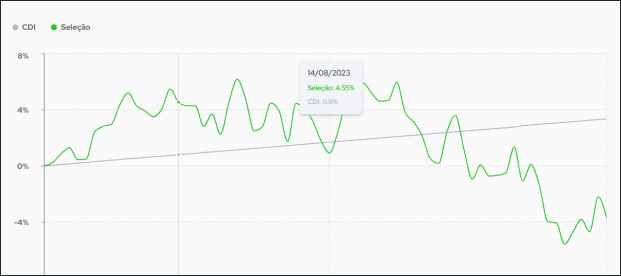 CDI Seleção
8%
14/08/2023
Seleção: 4.55%
CDI: 0.8%
4%
0%
-4%